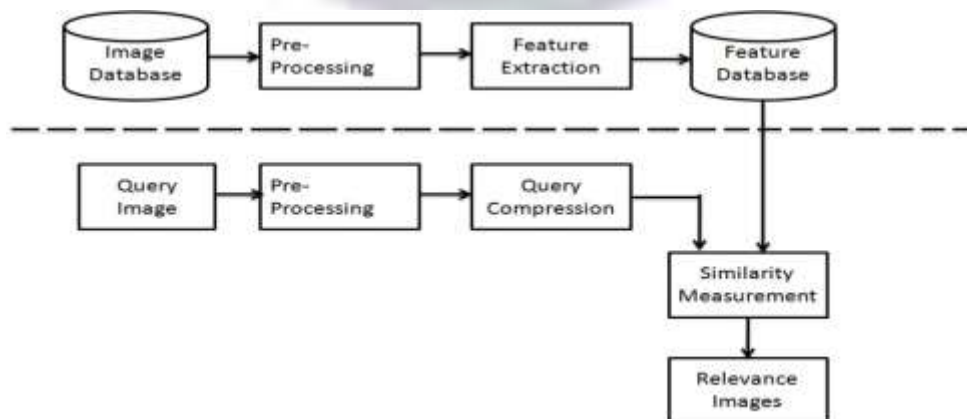 Image
Database
Pre-
Processing
Feature
Extraction
Feature
Database
Query
Image
Pre-
Processing
Query
Compression
Similarity
Measurement
Relevance
Images